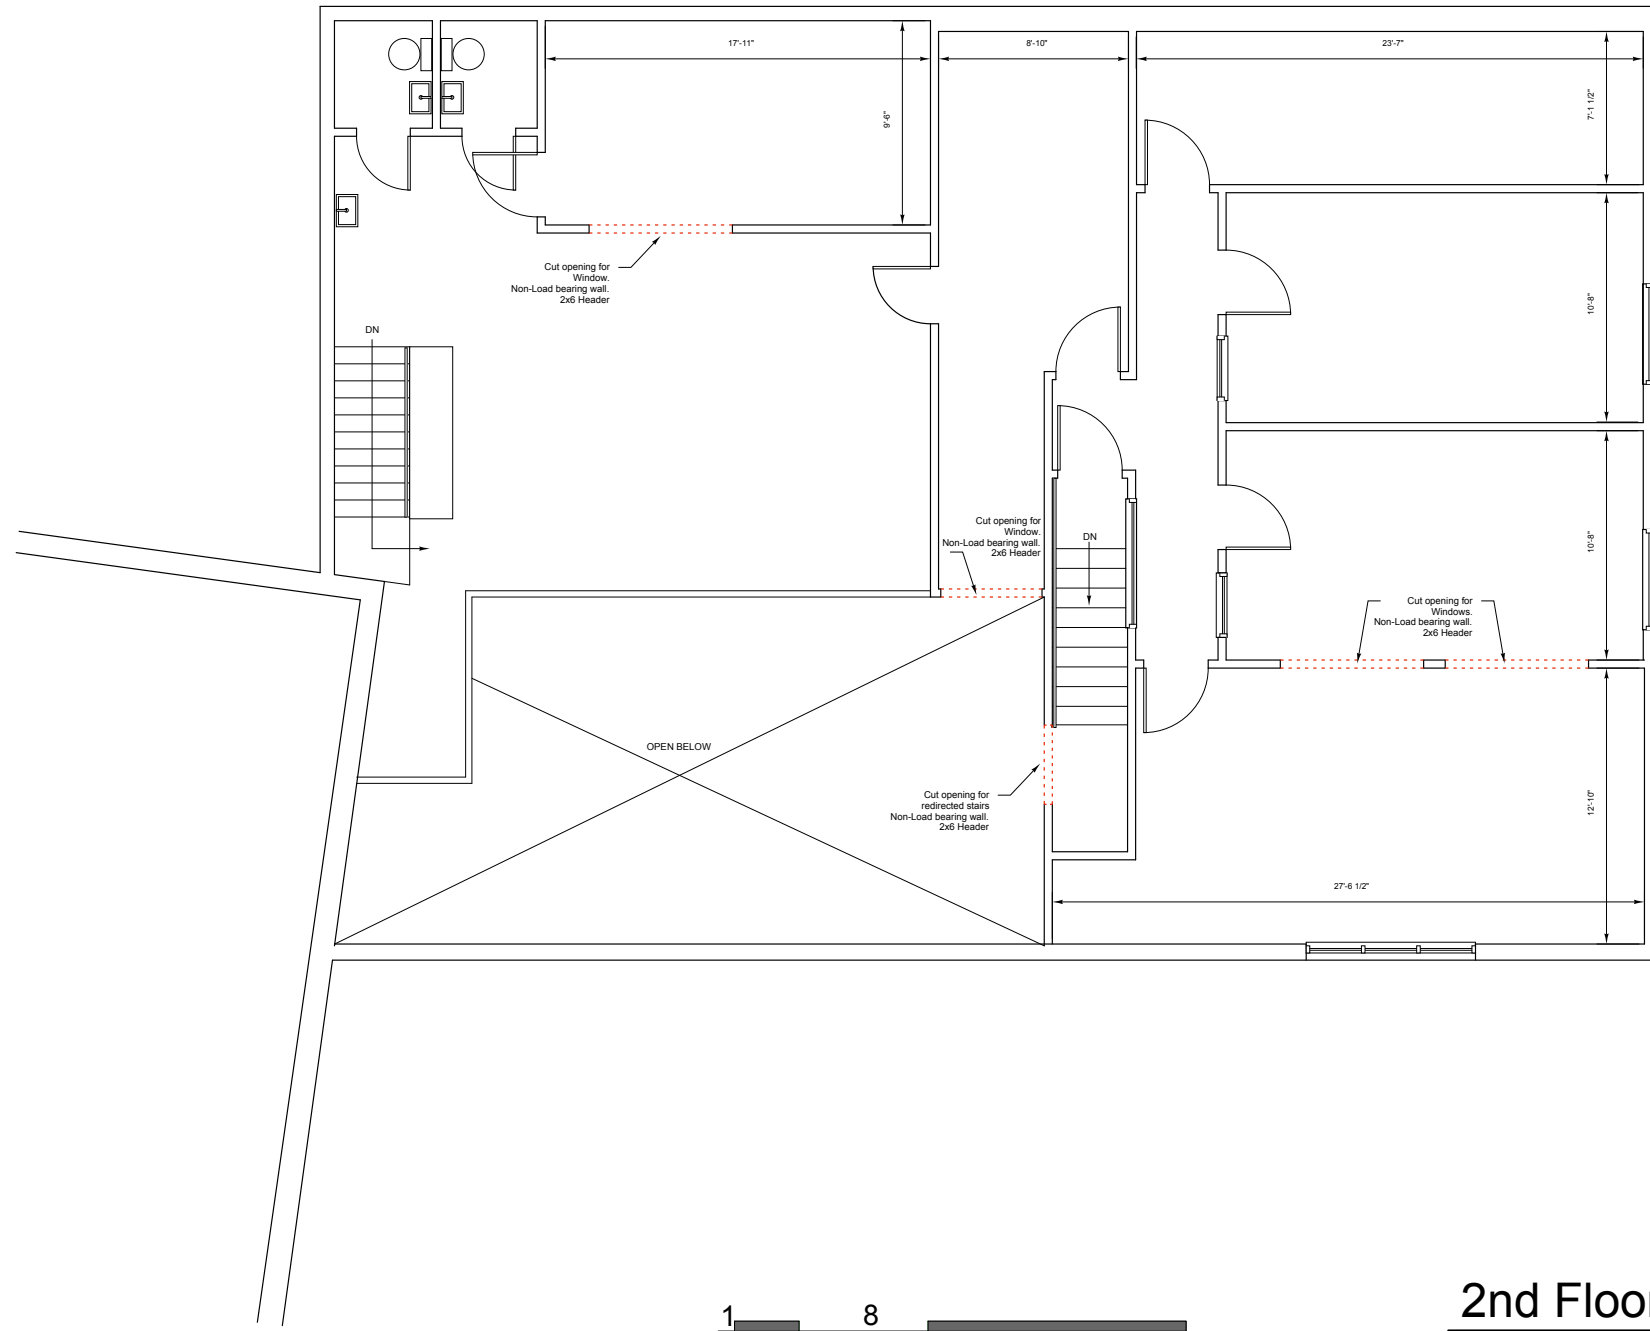 17'-11"
8'-10"
23'-7"
9'-6"
7'-1 1/2"
Cut opening for
Window.
Non-Load bearing wall.
2x6 Header
10'-8"
DN
Cut opening for
Window.
Non-Load bearing wall.
2x6 Header
DN
10'-8"
Cut opening for
Windows.
Non-Load bearing wall.
2x6 Header
OPEN BELOW
Cut opening for
redirected stairs
Non-Load bearing wall.
2x6 Header
12'-10"
27'-6 1/2"
1 8
2nd Floor